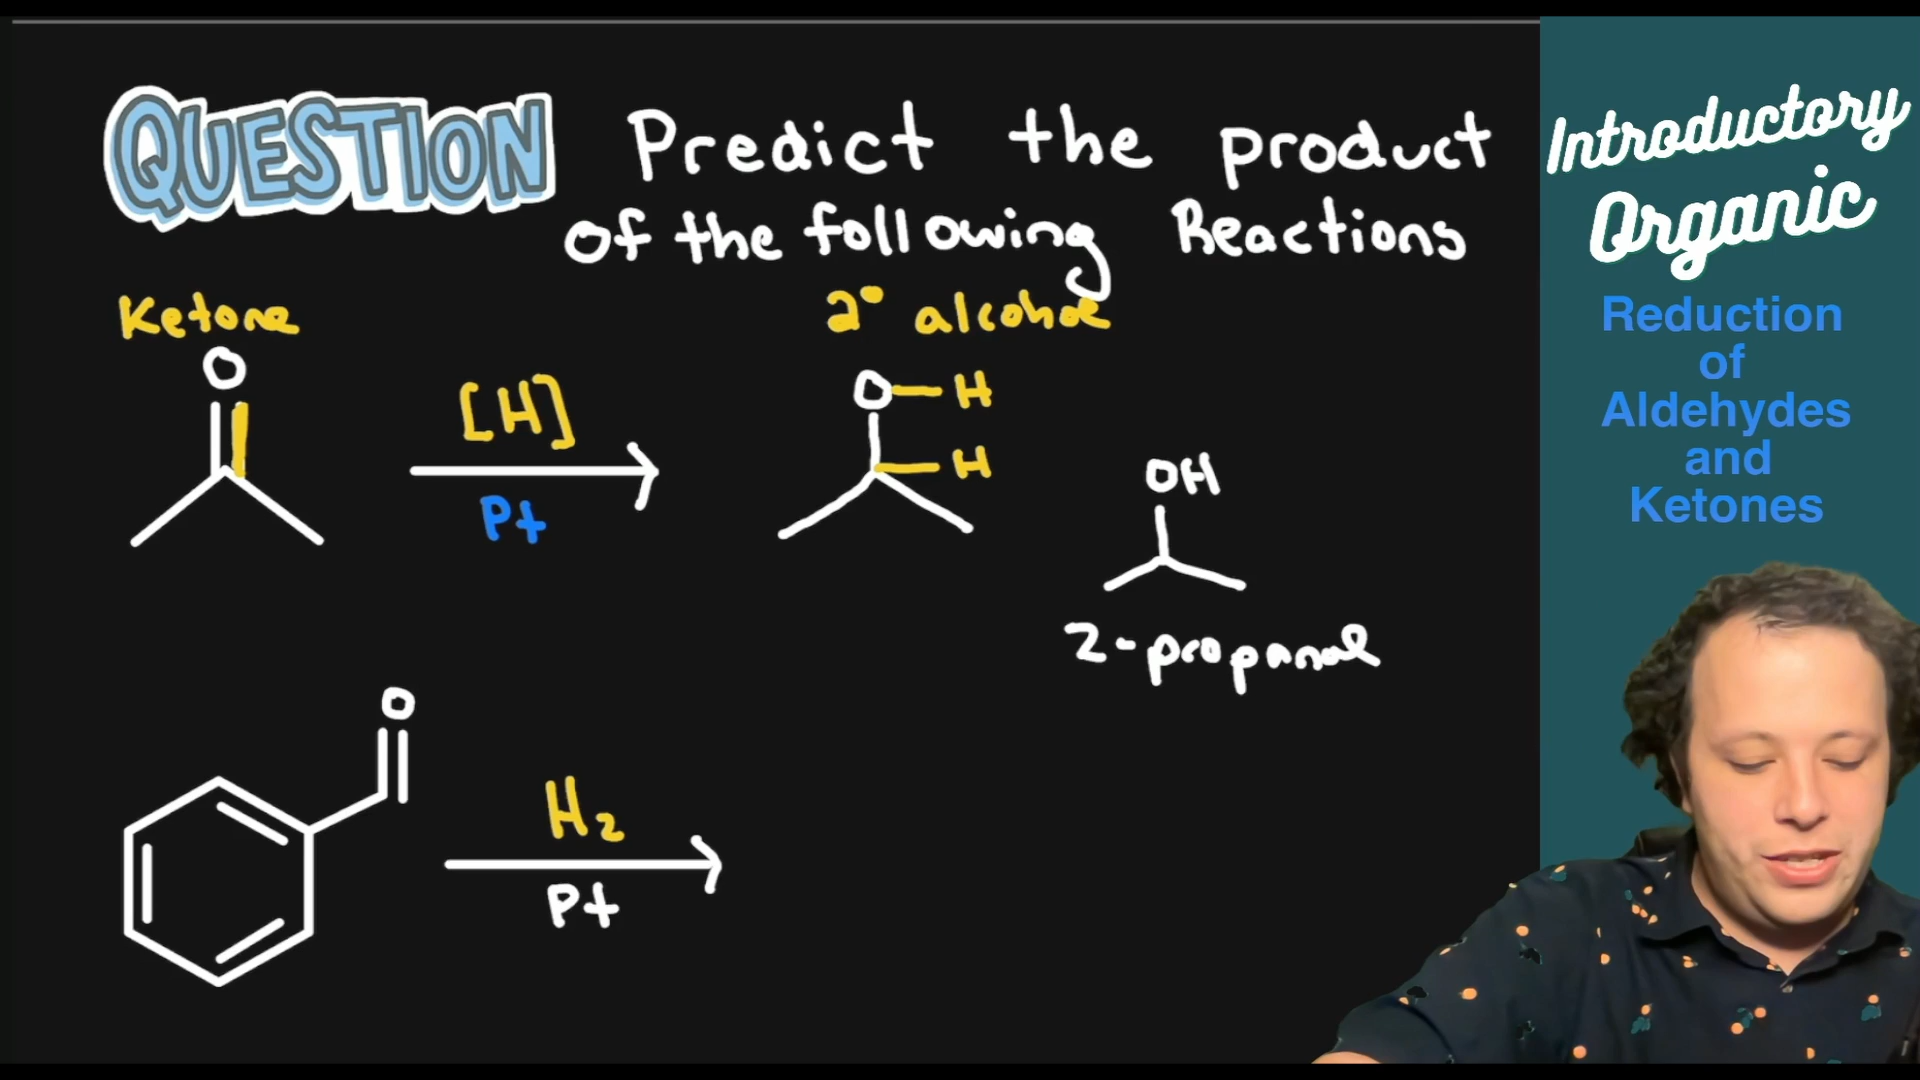 QUESTION Predict the product
of the following Reactions
Ketone
O
[H]
Pt
2° alcohol
O-H
H
OH
2-propanol
O
H₂
Pt
Introductory
Organic
Reduction
of
Aldehydes
and
Ketones